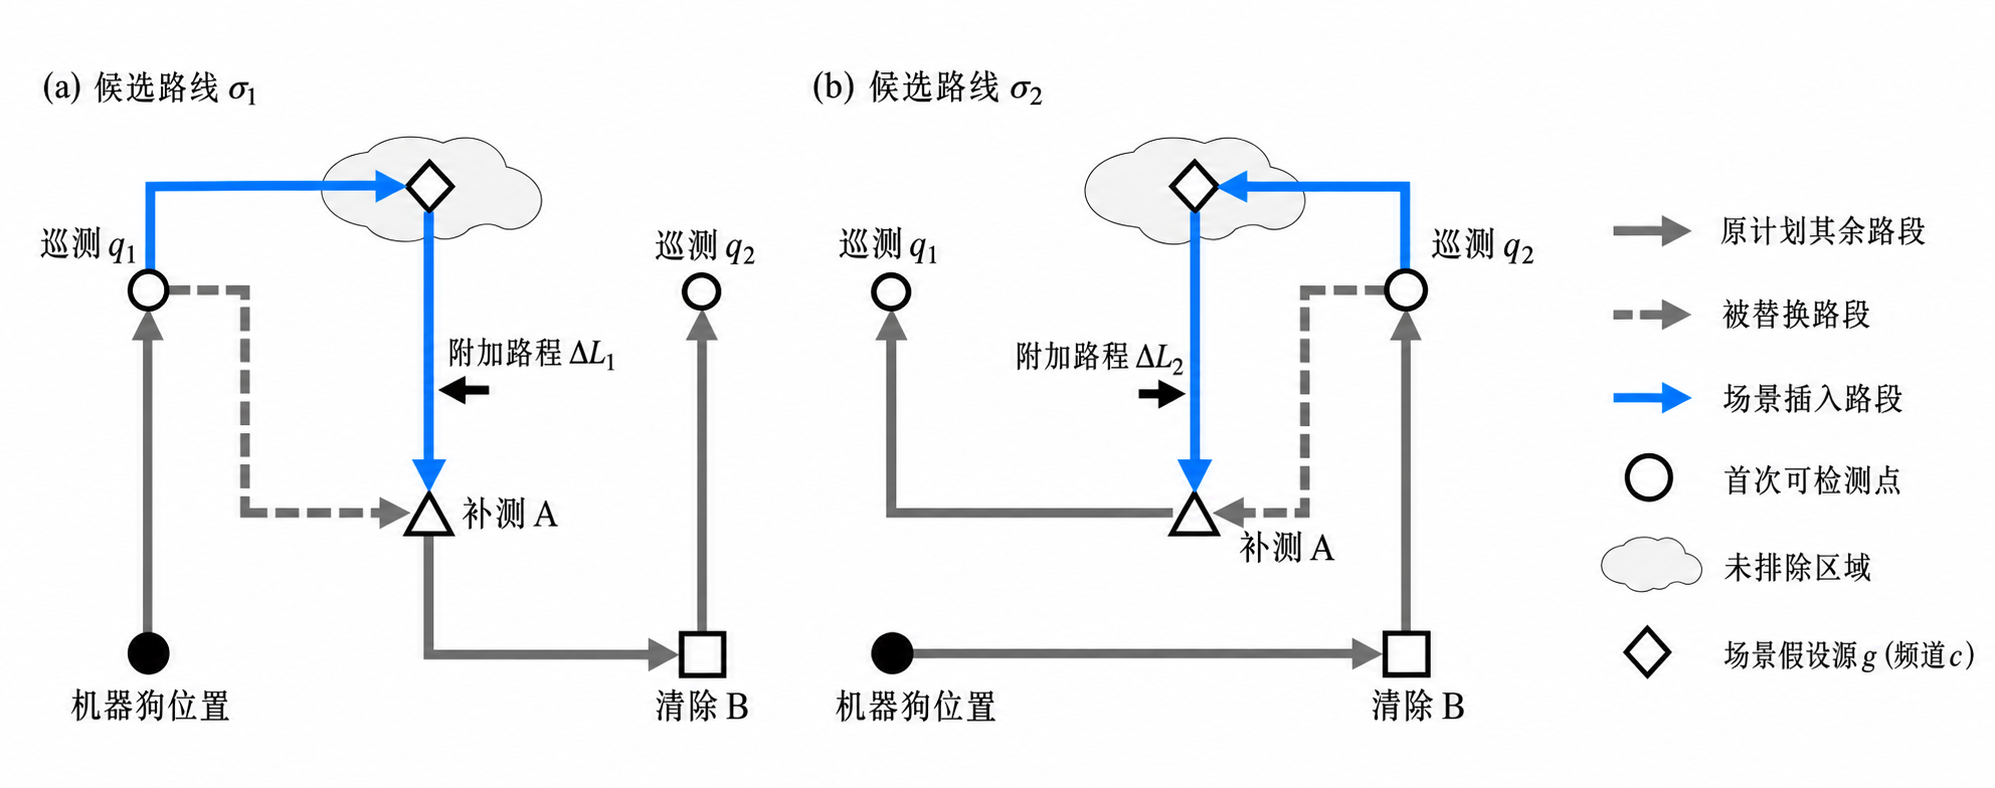 (a) 候选路线 σ1
(b) 候选路线 σ2
巡测 q1
巡测 q2
附加路程 ΔL1
补测 A
机器狗位置
清除 B
巡测 q1
巡测 q2
附加路程 ΔL2
补测 A
机器狗位置
清除 B
原计划其余路段
被替换路段
场景插入路段
首次可检测点
未排除区域
场景假设源 g (频道 c)